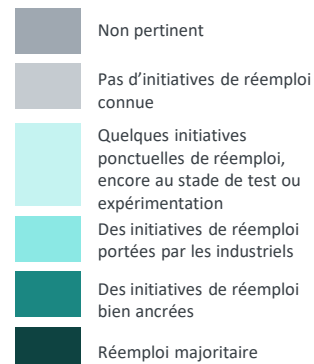 Non pertinent
Pas d’initiatives de réemploi
connue
Quelques initiatives
ponctuelles de réemploi,
encore au stade de test ou
expérimentation
Des initiatives de réemploi
portées par les industriels
Des initiatives de réemploi
bien ancrées
Réemploi majoritaire